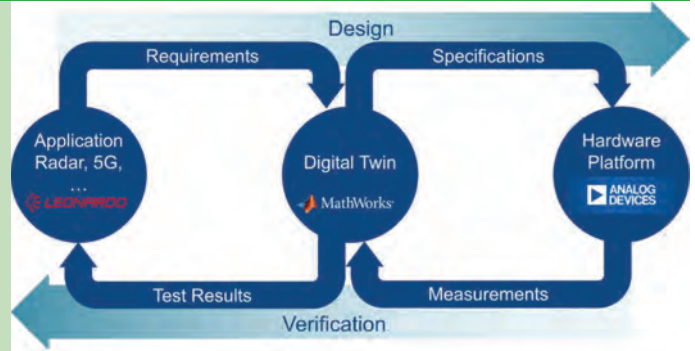 Design
Requirements
Specifications
Application
Radar, 5G,
...
LEONARDO
Digital Twin
MathWorks
Hardware
Platform
ANALOG
DEVICES
Test Results
Measurements
Verification